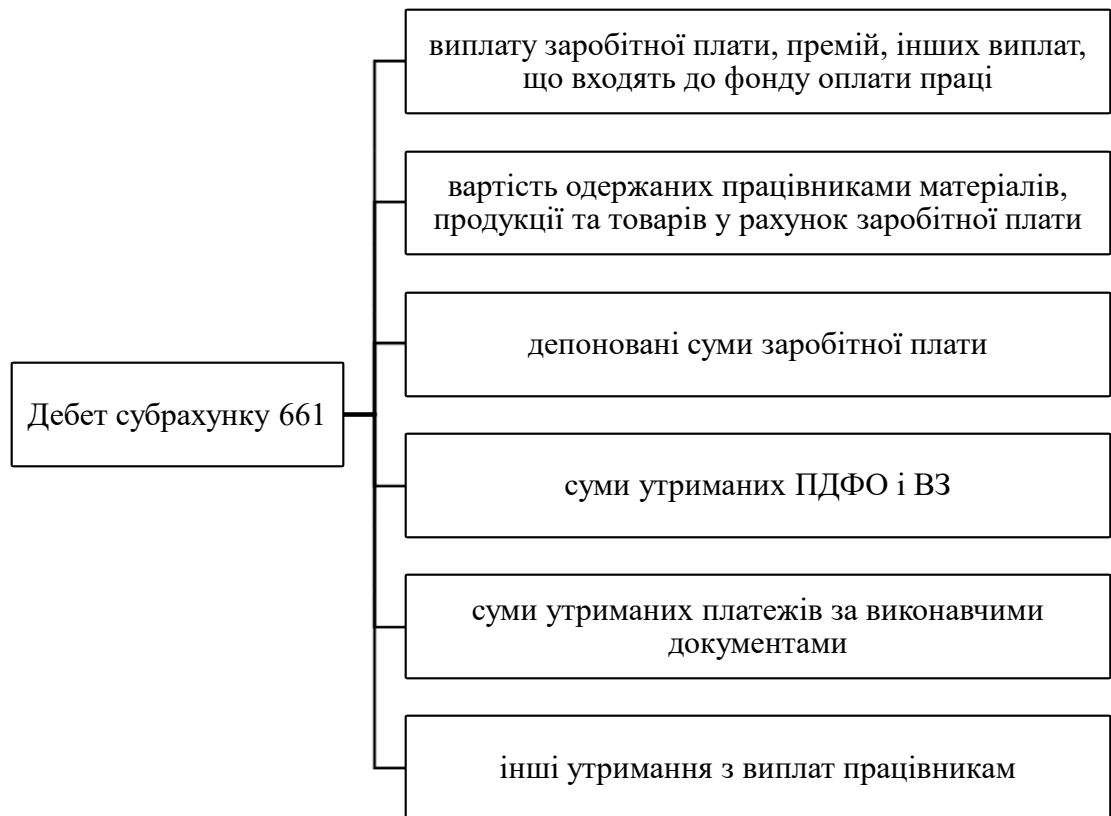 виплату заробітної плати, премій, інших виплат,
що входять до фонду оплати праці
вартість одержаних працівниками матеріалів,
продукції та товарів у рахунок заробітної плати
депоновані суми заробітної плати
Дебет субрахунку 661
суми утриманих ПДФО і ВЗ
суми утриманих платежів за виконавчими
документами
інші утримання з виплат працівникам